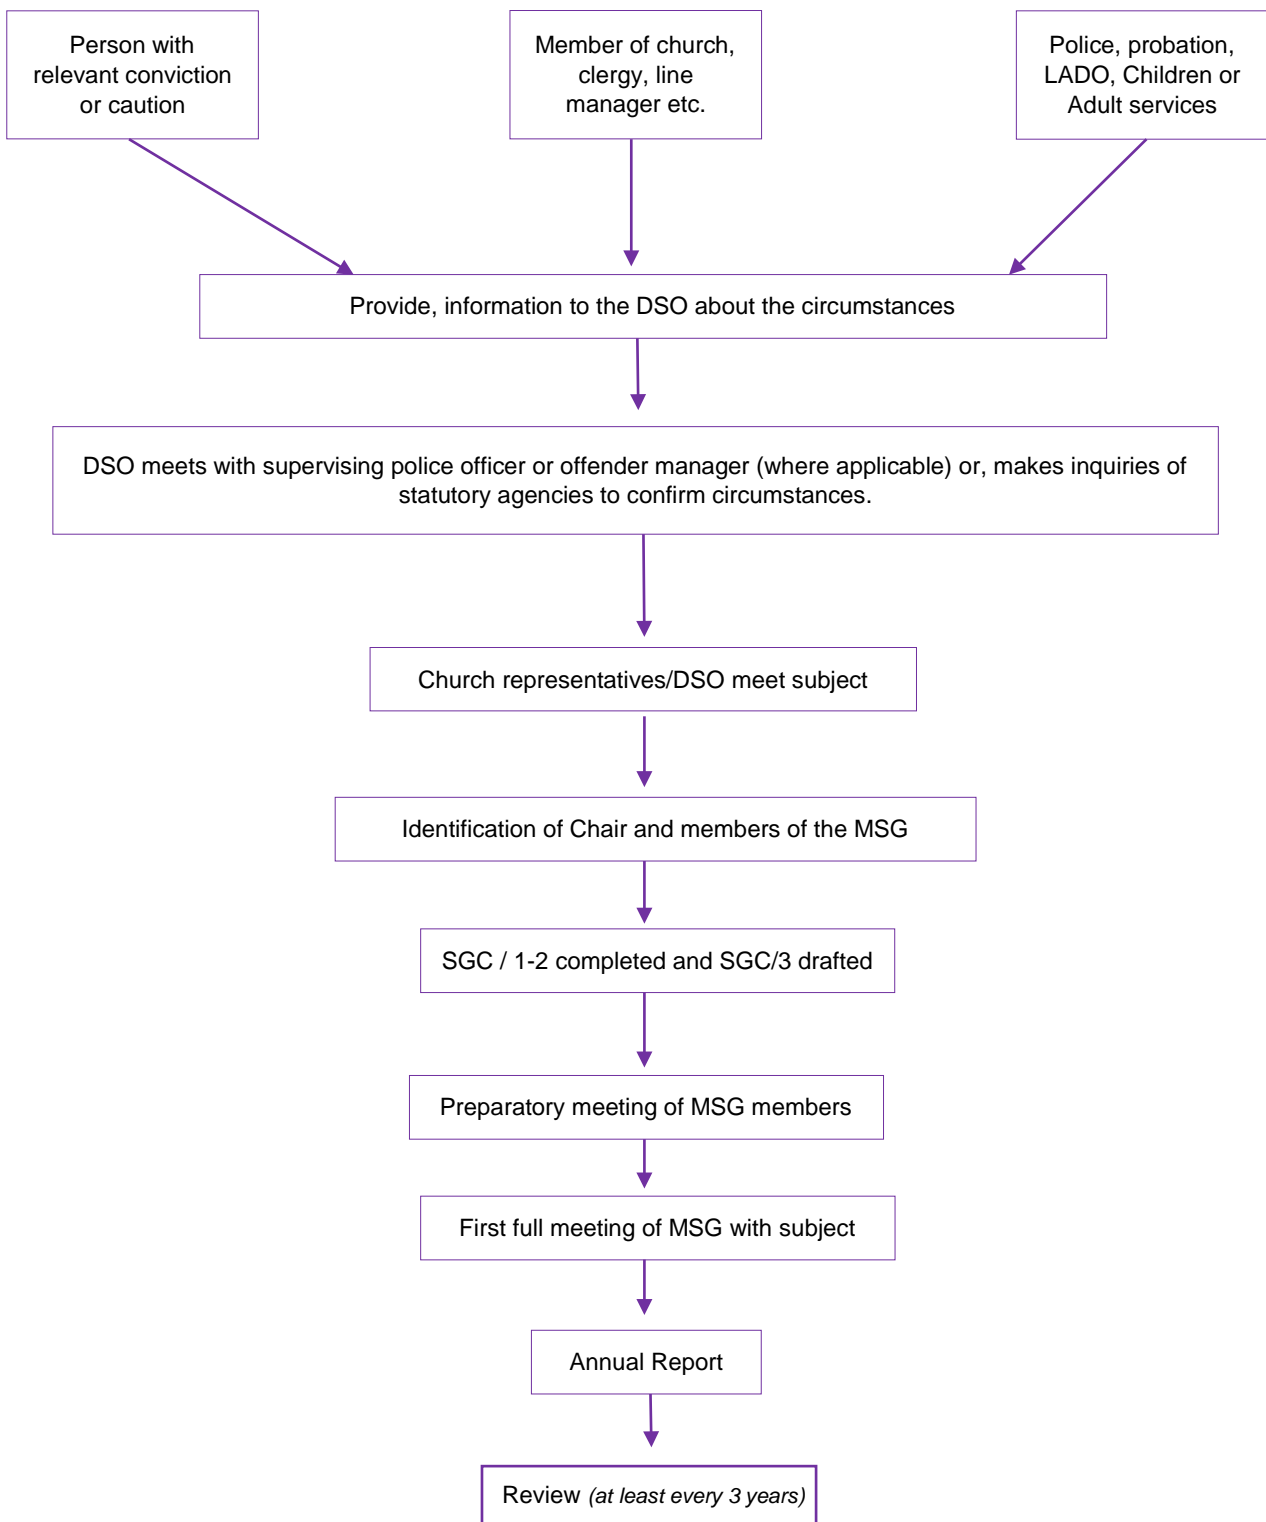 Person with
relevant conviction
or caution
Member of church,
clergy, line
manager etc.
Police, probation,
LADO, Children or
Adult services
Provide, information to the DSO about the circumstances
DSO meets with supervising police officer or offender manager (where applicable) or, makes inquiries of
statutory agencies to confirm circumstances.
Church representatives/DSO meet subject
Identification of Chair and members of the MSG
SGC / 1-2 completed and SGC/3 drafted
Preparatory meeting of MSG members
First full meeting of MSG with subject
Annual Report
Review (at least every 3 years)